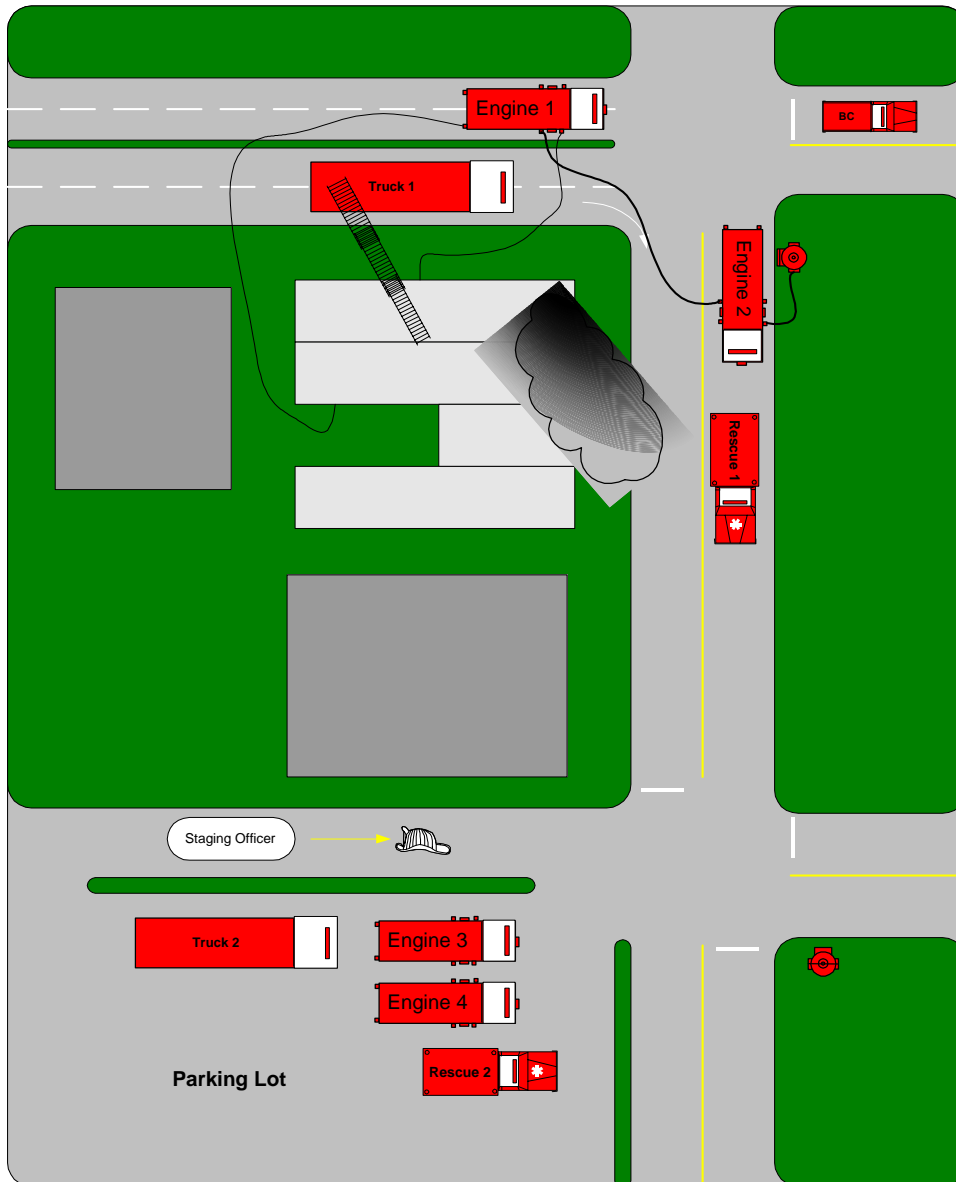 Engine 1
BC
Truck 1
Engine 2
Rescue 1
Staging Officer
Truck 2
Engine 3
Engine 4
Rescue 2
Parking Lot